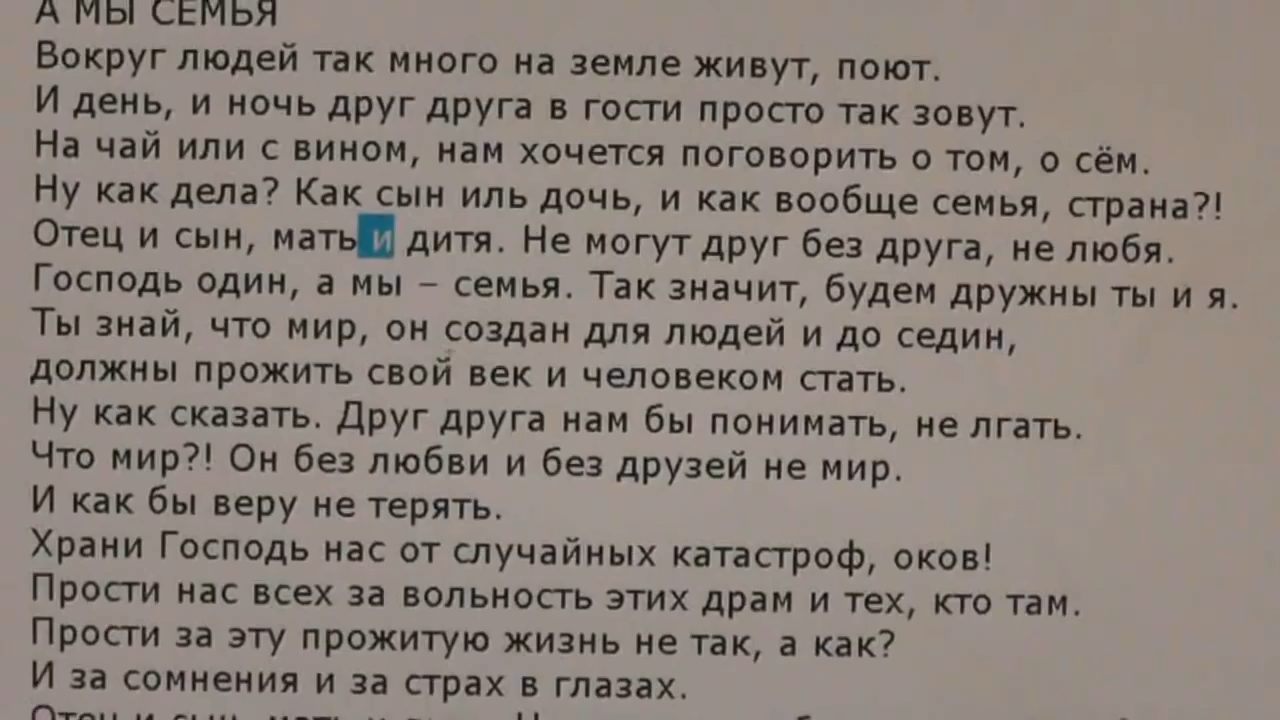 А МЫ СЕМЬЯ
Вокруг людей так много на земле живут, поют.
И день, и ночь друг друга в гости просто так зовут.
На чай или с вином, нам хочется поговорить о том, о сём.
Ну как дела? Как сын иль дочь, и как вообще семья, страна?!
Отец и сын, мать и дитя. Не могут друг без друга, не любя.
Господь один, а мы – семья. Так значит, будем дружны ты и я.
Ты знай, что мир, он создан для людей и до седин,
должны прожить свой век и человеком стать.
Ну как сказать. Друг друга нам бы понимать, не лгать.
Что мир?! Он без любви и без друзей не мир.
И как бы веру не терять.
Храни Господь нас от случайных катастроф, оков!
Прости нас всех за вольность этих драм и тех, кто там.
Прости за эту прожитую жизнь не так, а как?
И за сомнения и за страх в глазах.
Отец и сын, мать и